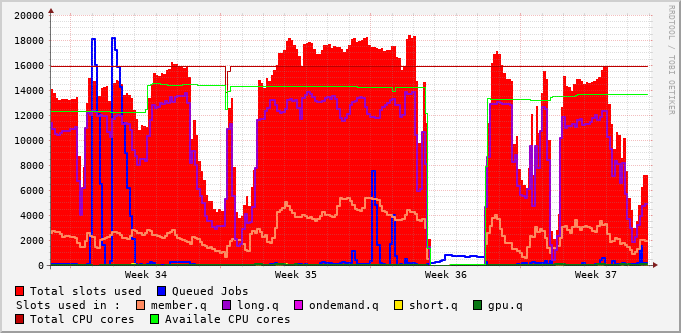 20000
18000
16000
14000
12000
10000
8000
6000
4000
2000
0
Week 34 Week 35 Week 36 Week 37
RRDTOOL / TOBI OETIKER
Total slots used Queued Jobs
Slots used in : member.q long.q ondemand.q short.q gpu.q
Total CPU cores Availale CPU cores